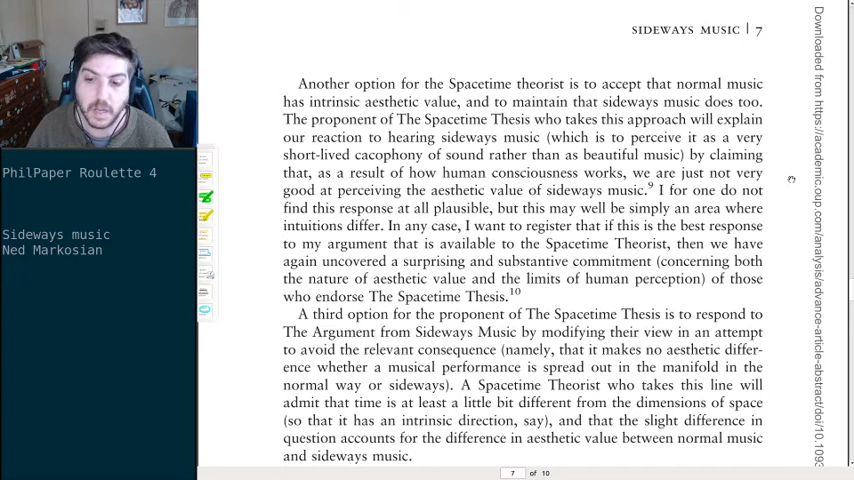 SIDEWAYS MUSIC | 7
Another option for the Spacetime theorist is to accept that normal music
has intrinsic aesthetic value, and to maintain that sideways music does too.
The proponent of The Spacetime Thesis who takes this approach will explain
our reaction to hearing sideways music (which is to perceive it as a very
short-lived cacophony of sound rather than as beautiful music) by claiming
that, as a result of how human consciousness works, we are just not very
good at perceiving the aesthetic value of sideways music.9 I for one do not
find this response at all plausible, but this may well be simply an area where
intuitions differ. In any case, I want to register that if this is the best response
to my argument that is available to the Spacetime Theorist, then we have
again uncovered a surprising and substantive commitment (concerning both
the nature of aesthetic value and the limits of human perception) of those
who endorse The Spacetime Thesis.10
A third option for the proponent of The Spacetime Thesis is to respond to
The Argument from Sideways Music by modifying their view in an attempt
to avoid the relevant consequence (namely, that it makes no aesthetic differ-
ence whether a musical performance is spread out in the manifold in the
normal way or sideways). A Spacetime Theorist who takes this line will
admit that time is at least a little bit different from the dimensions of space
(so that it has an intrinsic direction, say), and that the slight difference in
question accounts for the difference in aesthetic value between normal music
and sideways music.
PhilPaper Roulette 4
Sideways music
Ned Markosian
Downloaded from https://academic.oup.com/analysis/advance-article-abstract/doi/10.1093
7 of 10